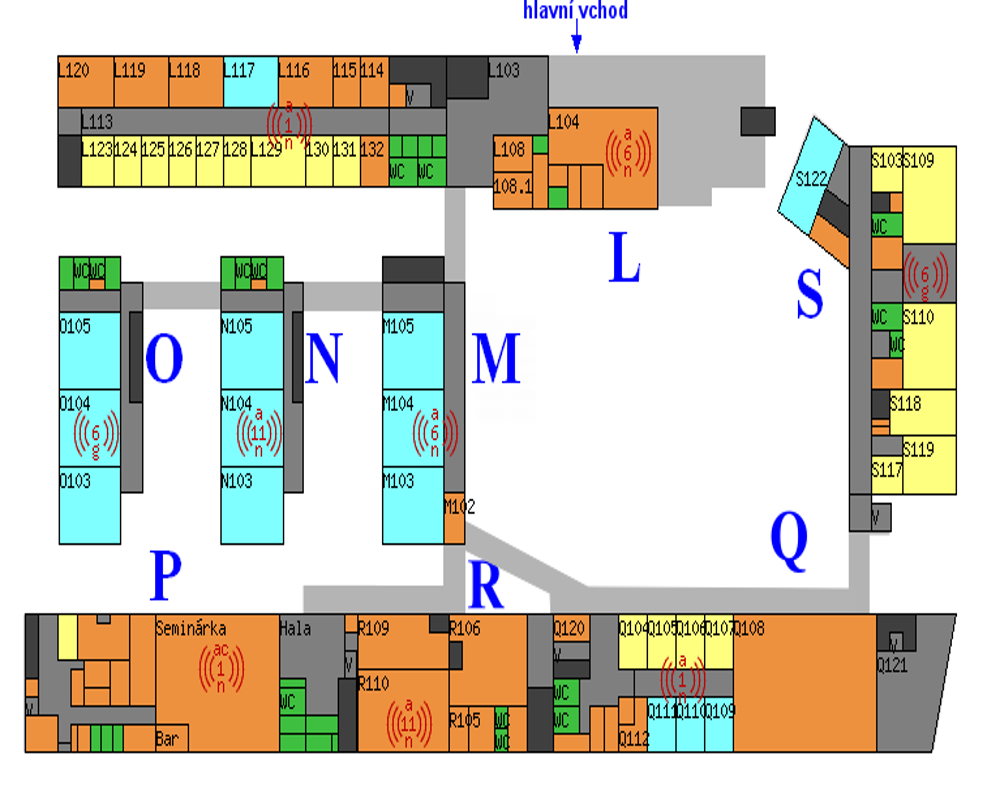 hlavní vchod
L120 L119 L118 L117 L116 115 114
V
L103
L113
a
1
n
L123 124 125 126 127 128 L129 130 131 132
WC WC
L104
L108
108.1
a
6
n
L
S122
S103 S109
WC
6
g
S
WC
S110
WC
S118
S119
S117
V
WC WC
WC WC
O105
N105
M105
O
N
M
O104
N104
M104
6
g
a
11
n
a
6
n
O103
N103
M103
M102
P
R
Q
Seminárka
Hala
R109
R106
Q120
Q104 Q105 Q106 Q107 Q108
V
V
V
Q121
ac
1
n
a
1
n
R110
WC
WC
V
Q111 Q110 Q109
a
11
n
R105
WC
WC
WC
Bar
Q112